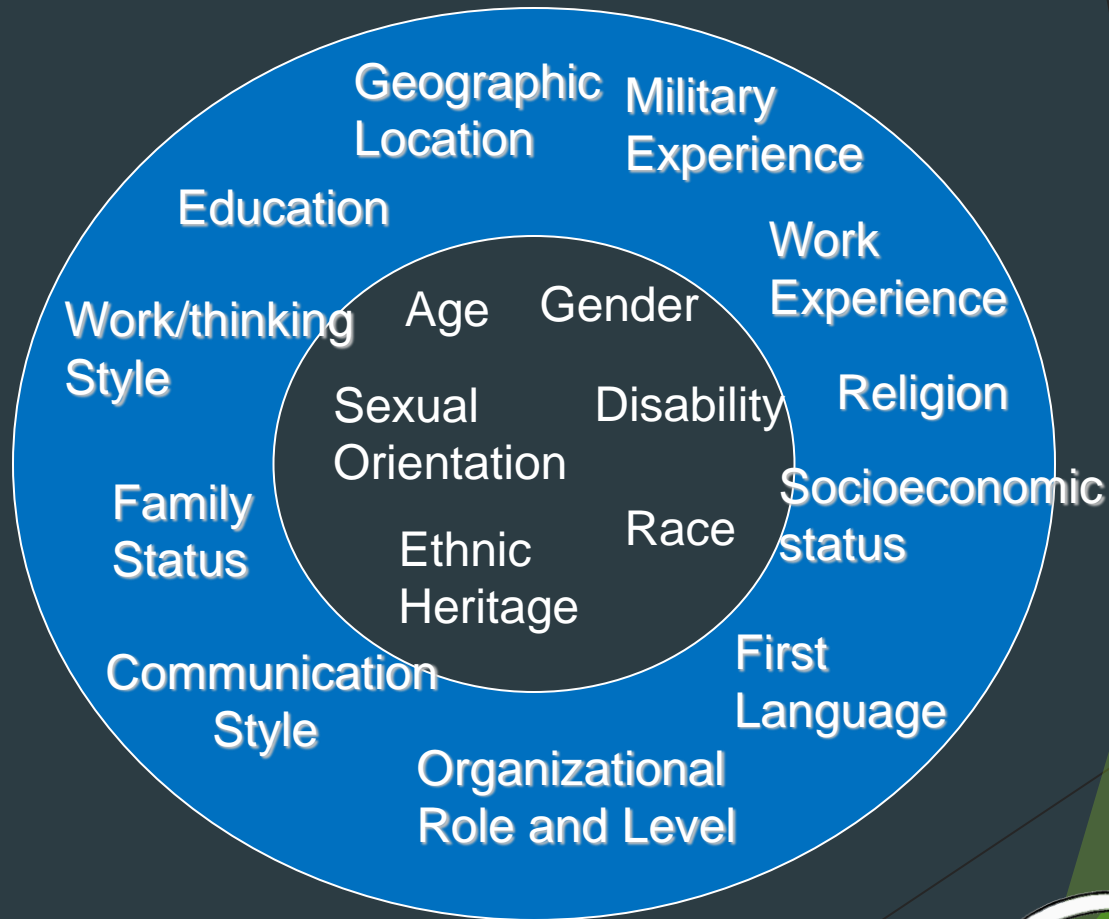 Geographic
Location
Military
Experience
Education
Work
Experience
Work/thinking
Style
Age
Gender
Religion
Sexual
Orientation
Disability
Socioeconomic
status
Family
Status
Race
Ethnic
Heritage
First
Language
Communication
Style
Organizational
Role and Level